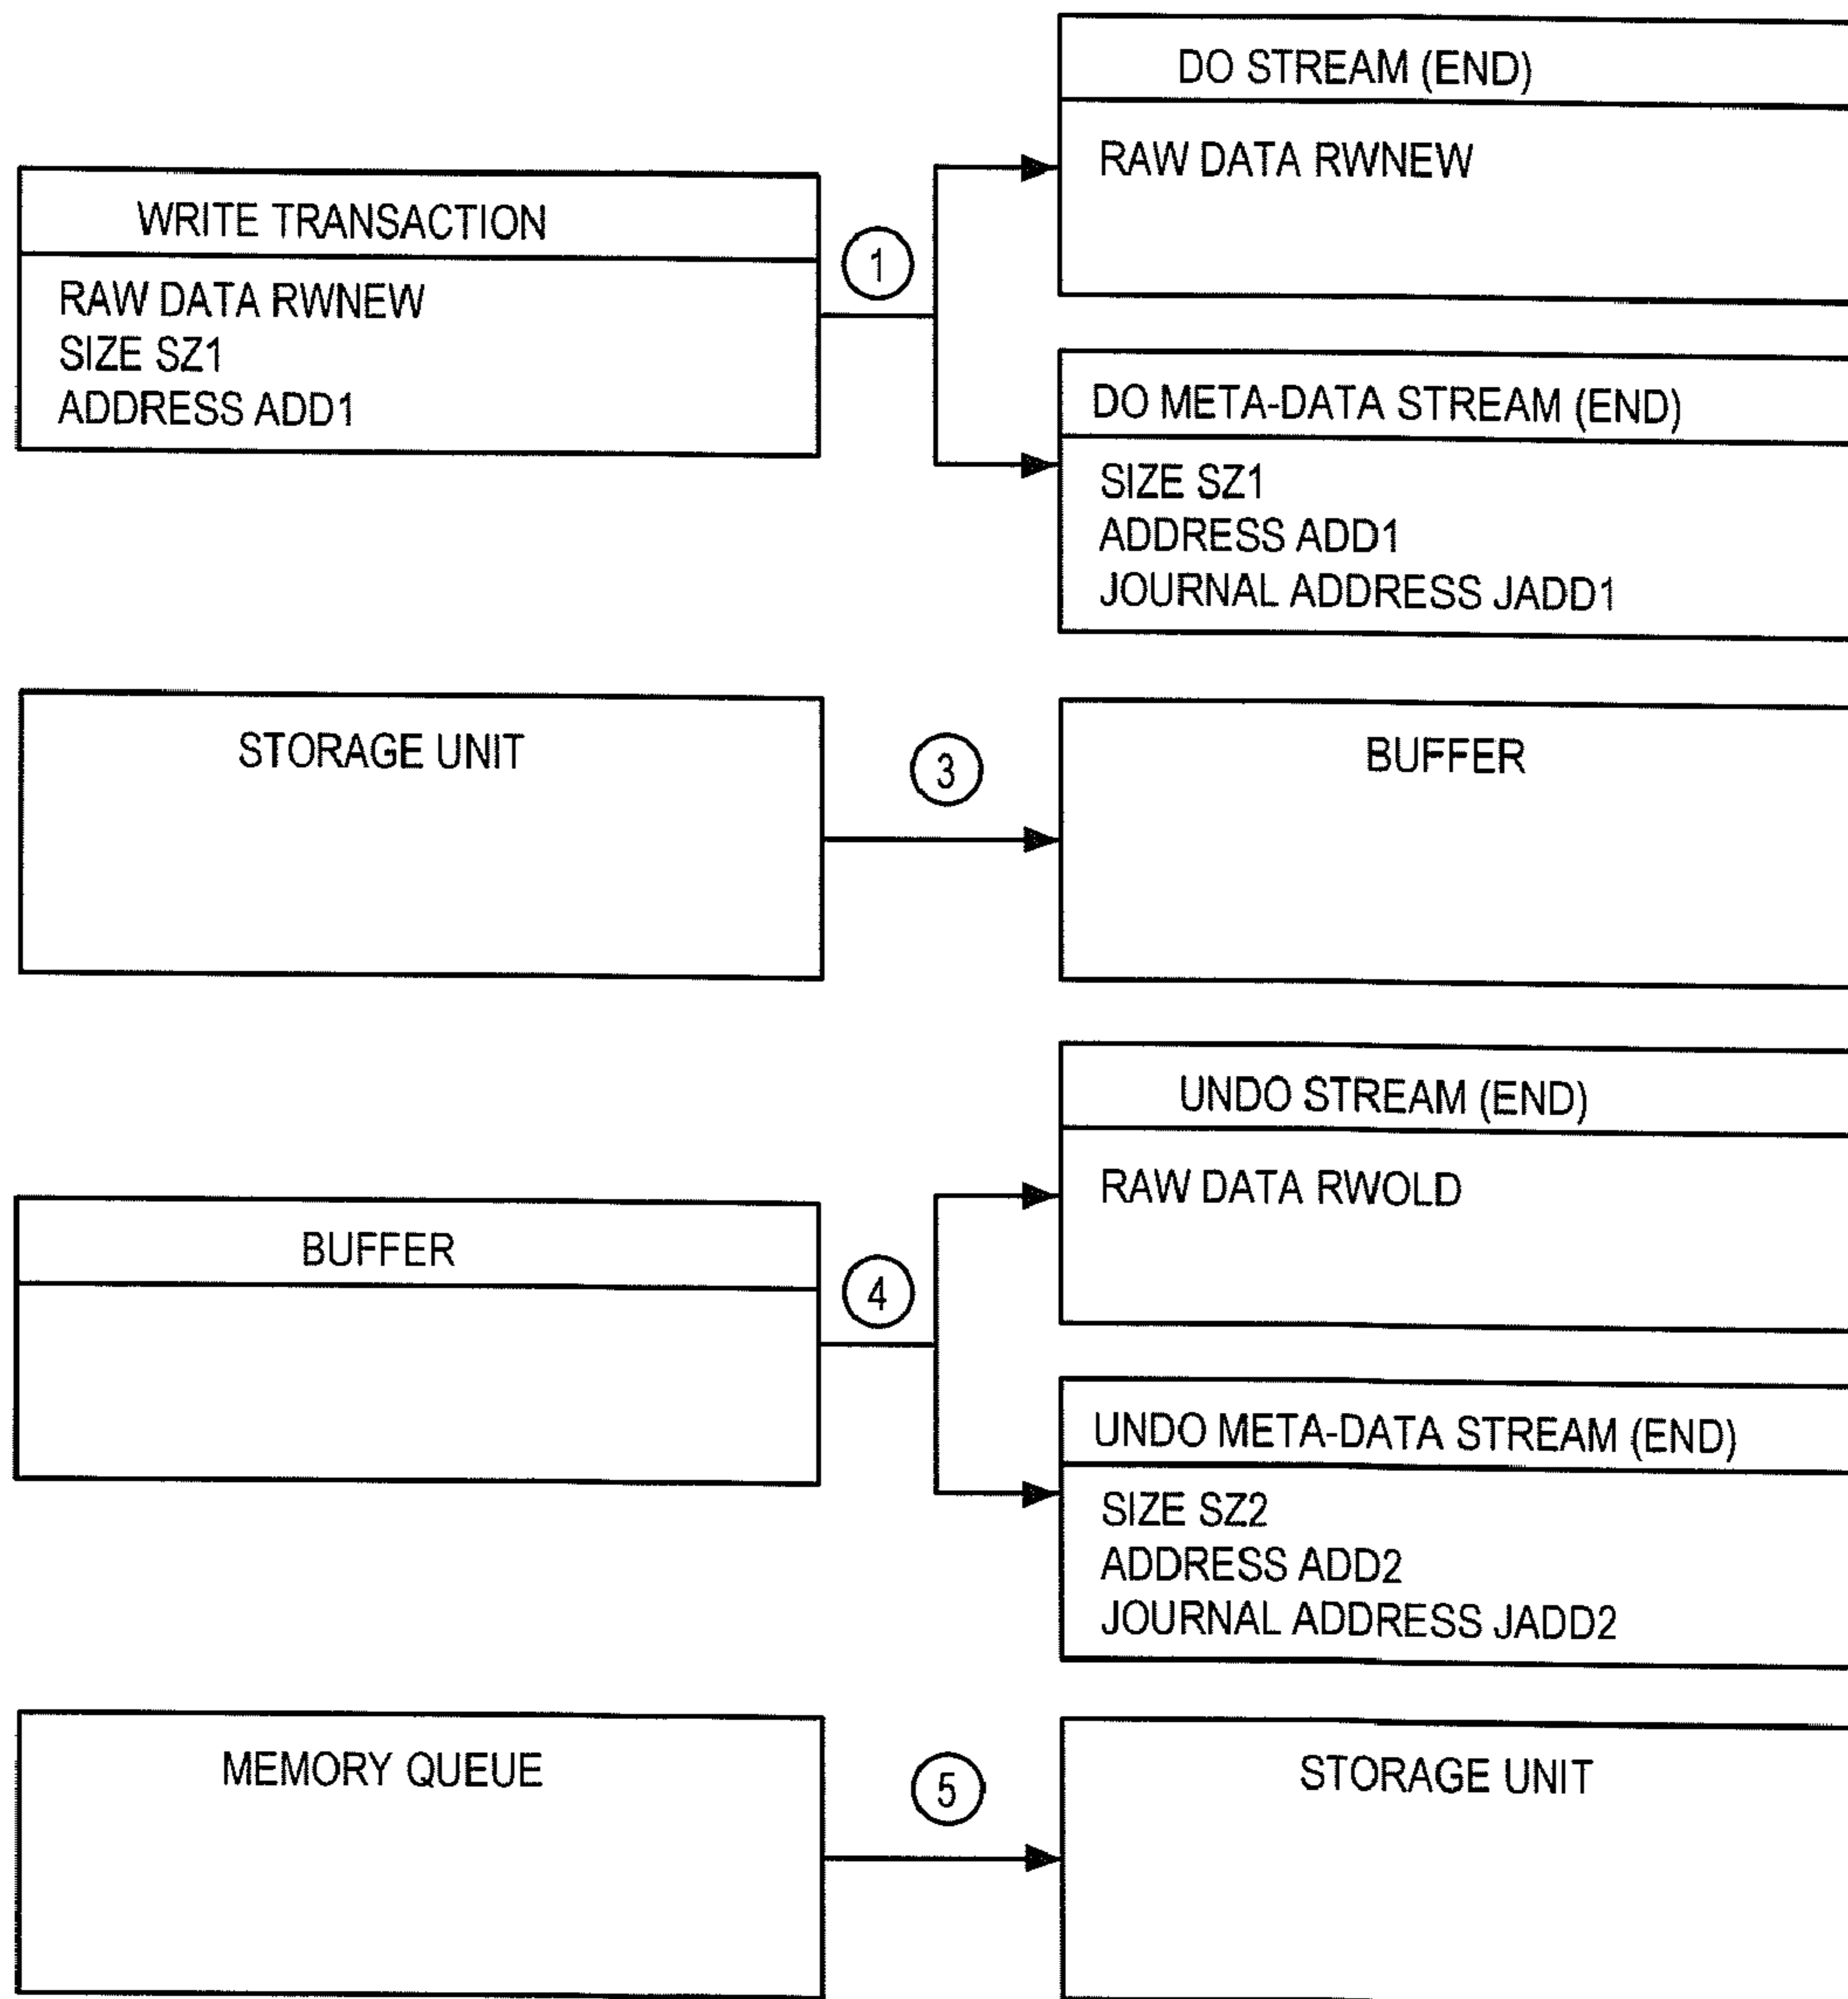 DO STREAM (END)
RAW DATA RWNEW
WRITE TRANSACTION
RAW DATA RWNEW
SIZE SZ1
ADDRESS ADD1
1
DO META-DATA STREAM (END)
SIZE SZ1
ADDRESS ADD1
JOURNAL ADDRESS JADD1
STORAGE UNIT
3
BUFFER
UNDO STREAM (END)
RAW DATA RWOLD
BUFFER
4
UNDO META-DATA STREAM (END)
SIZE SZ2
ADDRESS ADD2
JOURNAL ADDRESS JADD2
MEMORY QUEUE
5
STORAGE UNIT